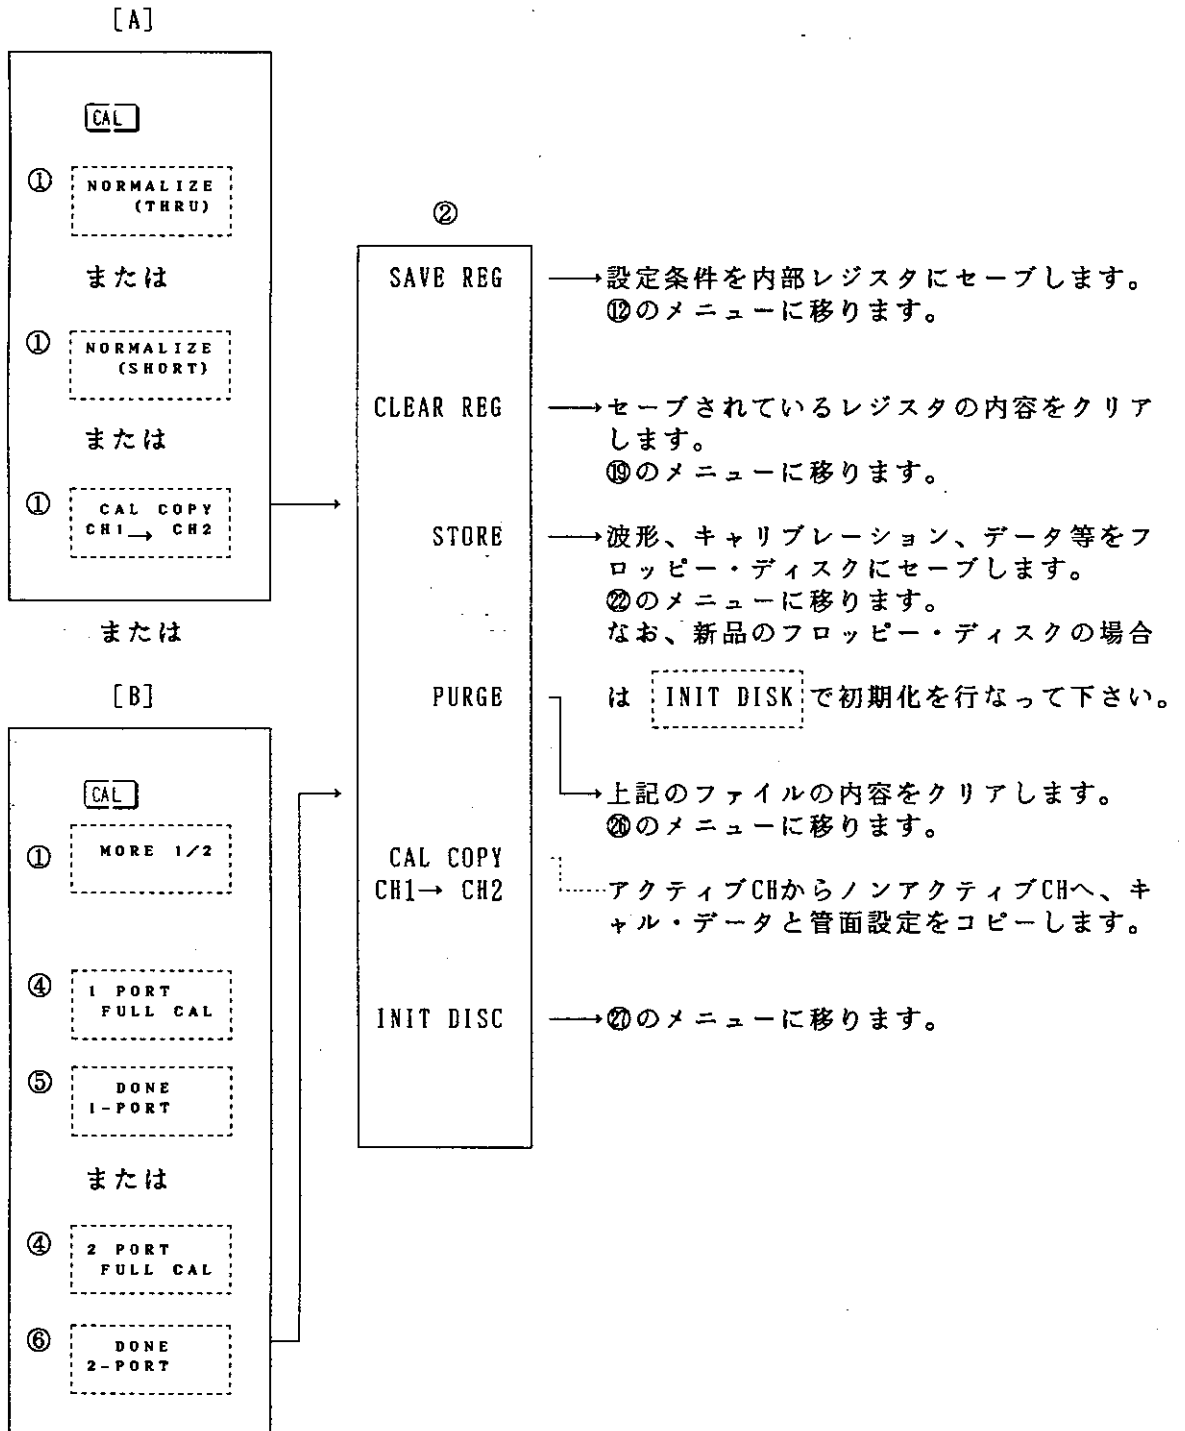 [A]
CAL
① NORMALIZE
(THRU)
または
① NORMALIZE
(SHORT)
または
① CAL COPY
CH1→ CH2
または
[B]
CAL
① MORE 1/2
④ 1 PORT
FULL CAL
⑤ DONE
1-PORT
または
④ 2 PORT
FULL CAL
⑥ DONE
2-PORT
②
SAVE REG →設定条件を内部レジスタにセーブします。
⑫のメニューに移ります。
CLEAR REG →セーブされているレジスタの内容をクリア
します。
⑲のメニューに移ります。
STORE →波形、キャリブレーション、データ等をフ
ロッピー・ディスクにセーブします。
㉒のメニューに移ります。
なお、新品のフロッピー・ディスクの場合
は INIT DISK で初期化を行なって下さい。
PURGE →上記のファイルの内容をクリアします。
㉖のメニューに移ります。
CAL COPY
CH1→ CH2 アクティブCHからノンアクティブCHへ、キ
ャル・データと管面設定をコピーします。
INIT DISC →㉗のメニューに移ります。